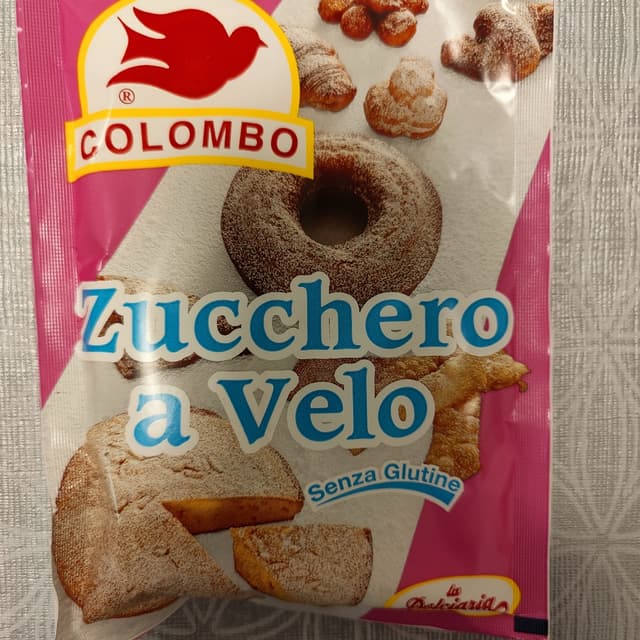 ®
COLOMBO
Zucchero
a Velo
Senza Glutine
la
Dolciaria